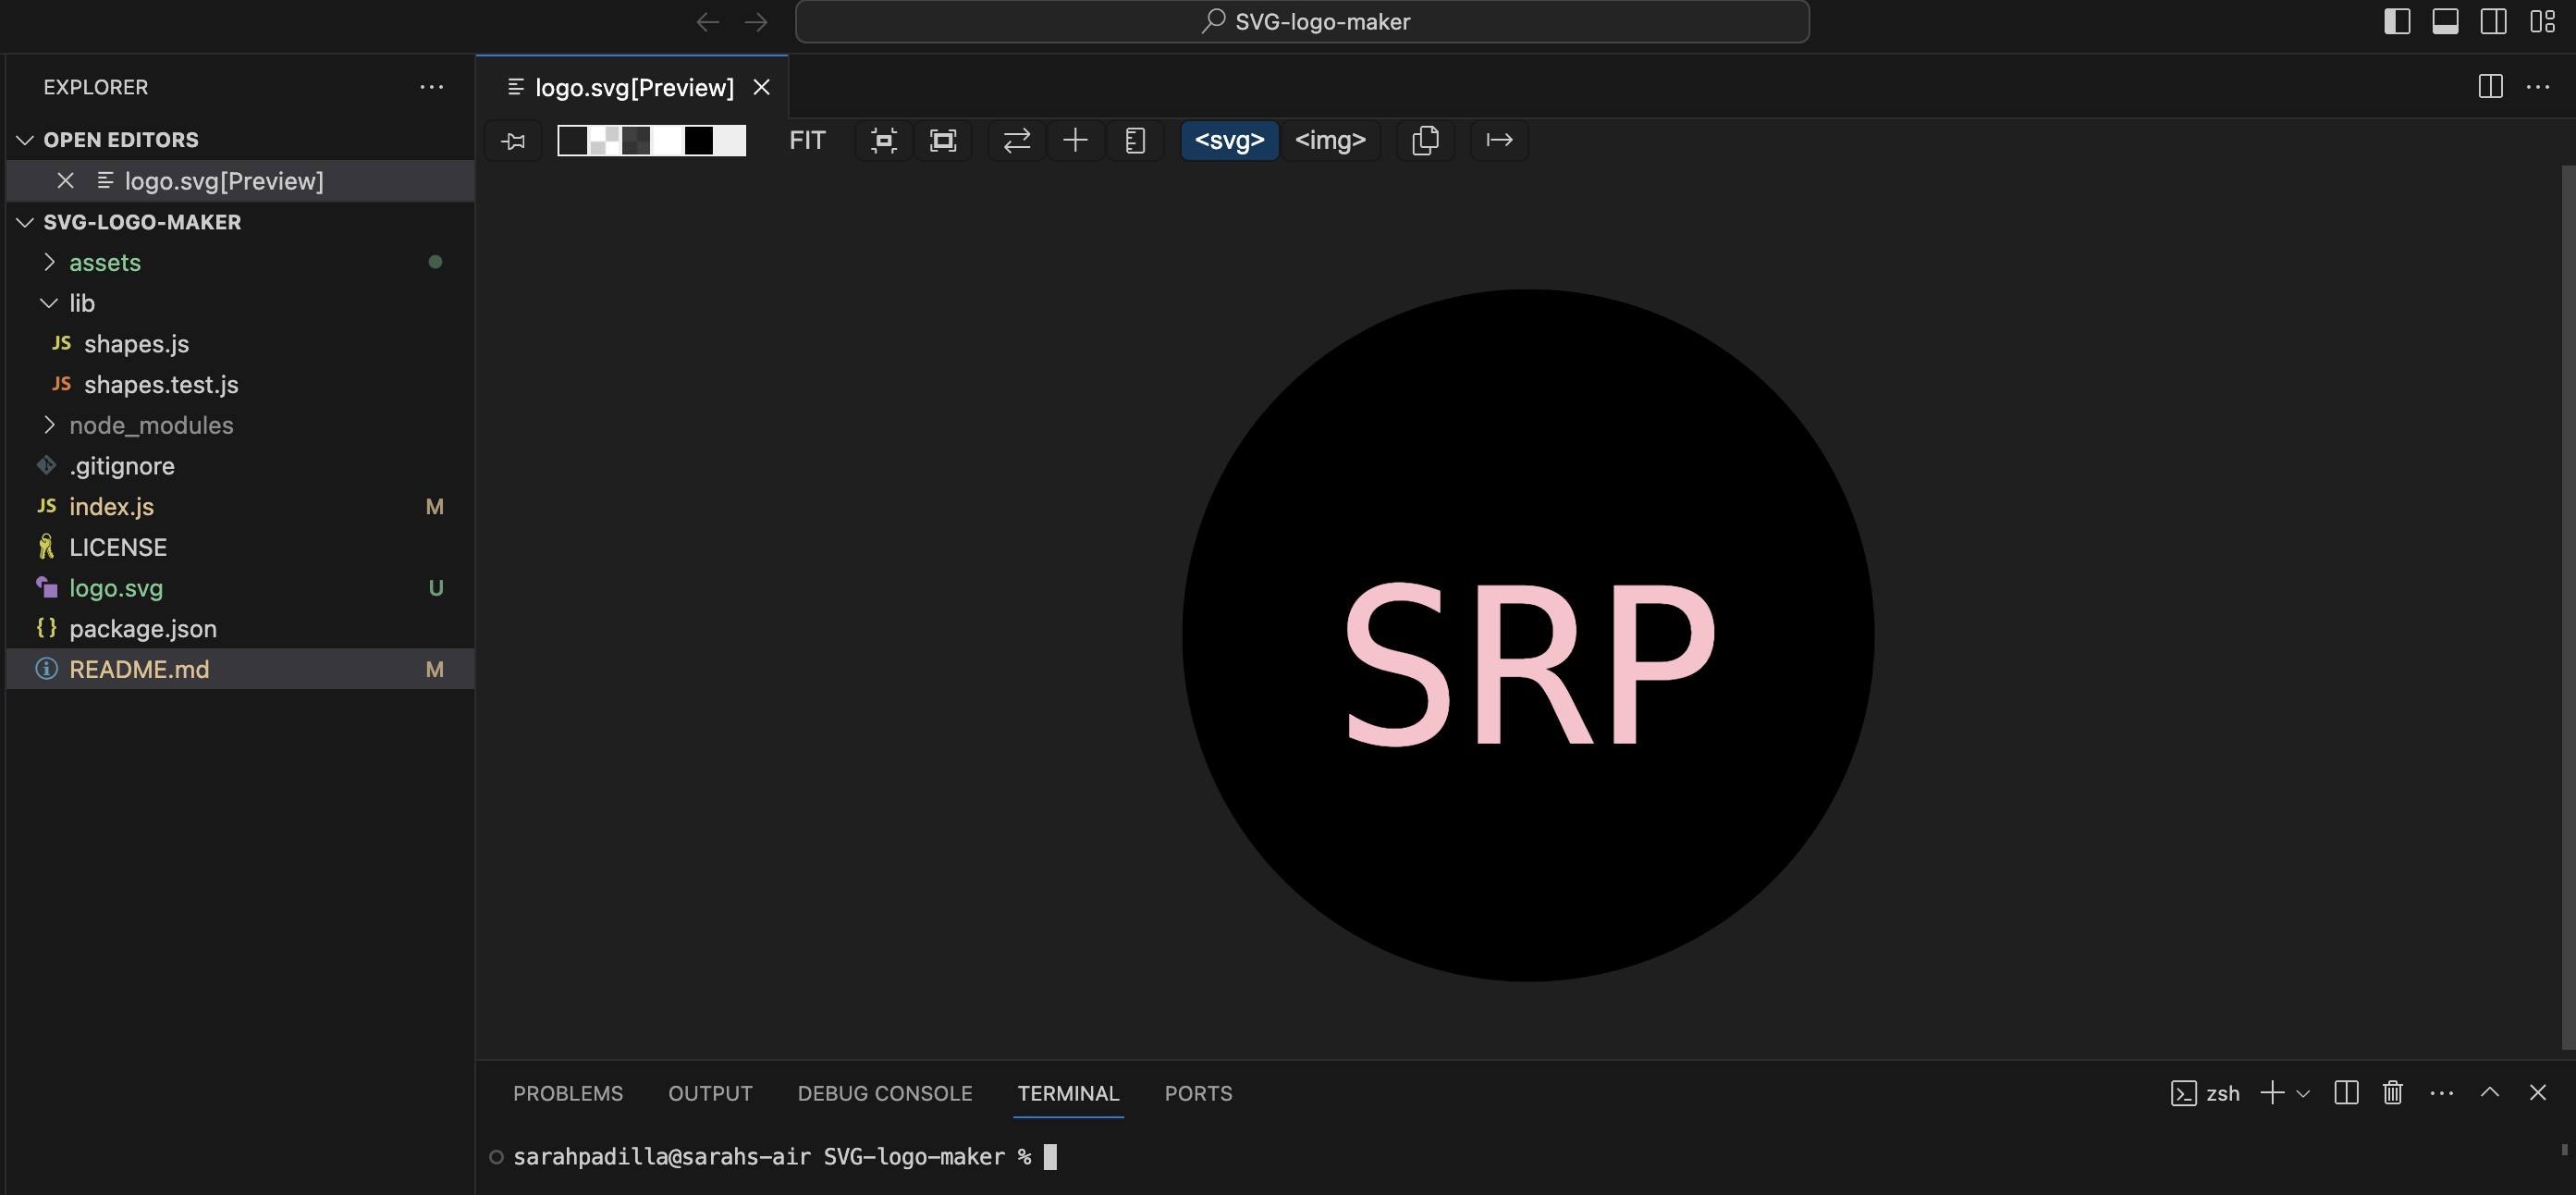 SVG-logo-maker
EXPLORER
OPEN EDITORS
logo.svg[Preview]
SVG-LOGO-MAKER
assets
lib
JS shapes.js
JS shapes.test.js
node_modules
.gitignore
JS index.js M
LICENSE
logo.svg U
{} package.json
README.md M
logo.svg[Preview]
FIT <svg> <img>
SRP
PROBLEMS OUTPUT DEBUG CONSOLE TERMINAL PORTS zsh
sarahpadilla@sarahs-air SVG-logo-maker %